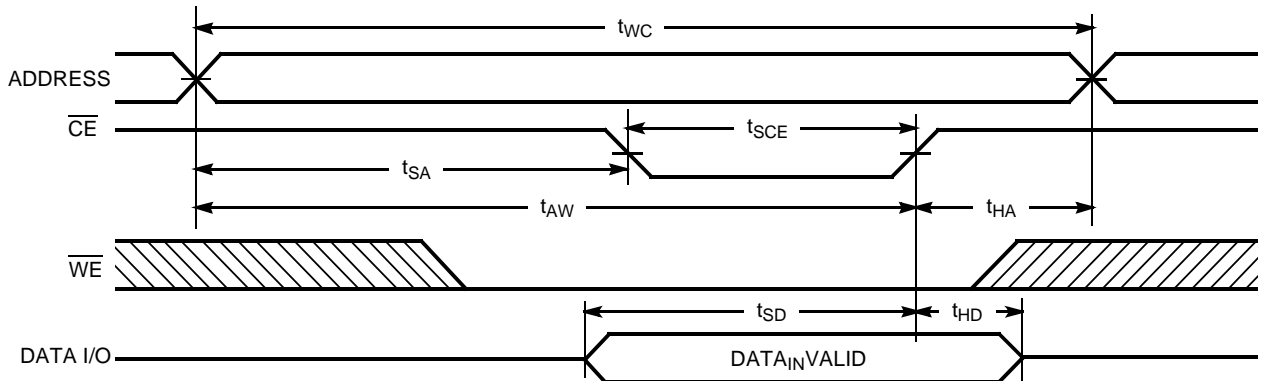 tWC
ADDRESS
CE
tSCE
tSA
tAW
tHA
WE
tSD
tHD
DATA I/O
DATAINVALID